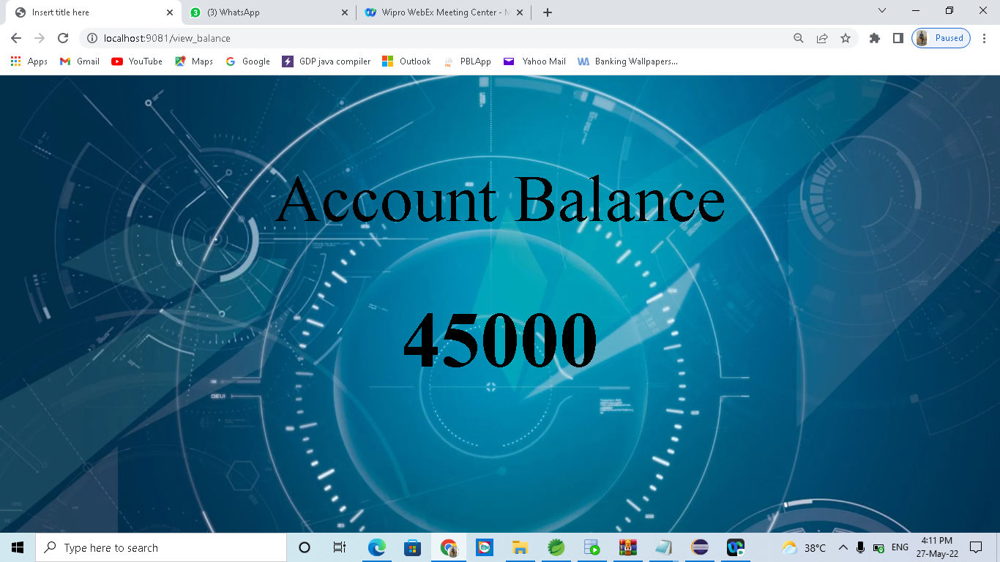 Insert title here
(3) WhatsApp
Wipro WebEx Meeting Center - M
localhost:9081/view_balance
Paused
Apps
Gmail
YouTube
Maps
Google
GDP java compiler
Outlook
PBLApp
Yahoo Mail
Banking Wallpapers...
Account Balance
45000
Type here to search
38°C
ENG
4:11 PM
27-May-22